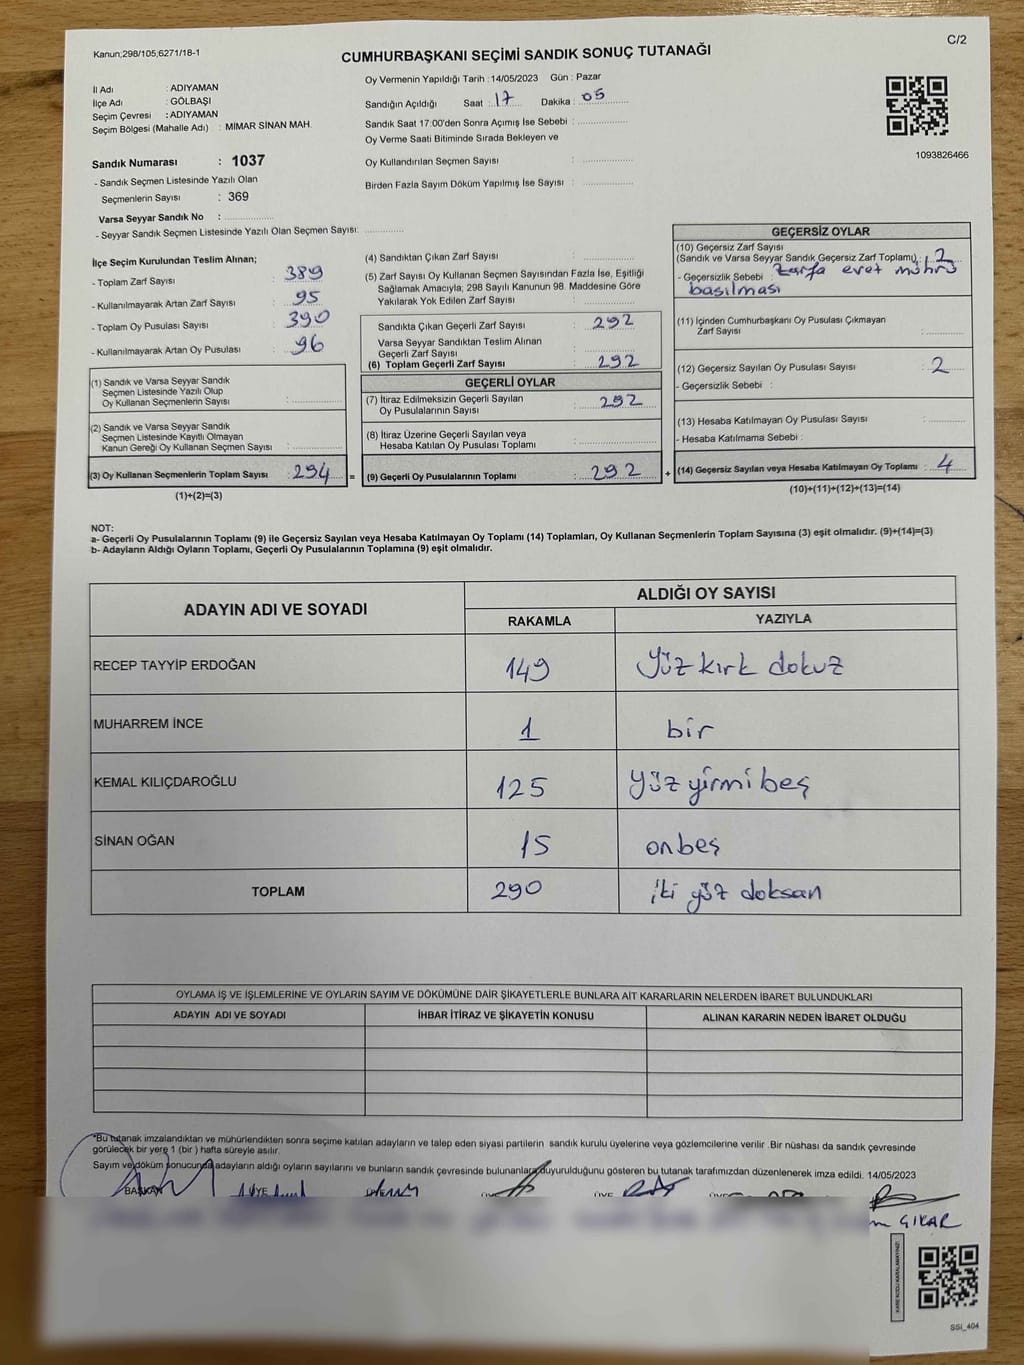 Kanun;298/105;6271/18-1
C/2
CUMHURBAŞKANI SEÇİMİ SANDIK SONUÇ TUTANAĞI
İl Adı : ADIYAMAN
İlçe Adı : GÖLBAŞI
Seçim Çevresi : ADIYAMAN
Seçim Bölgesi (Mahalle Adı) : MİMAR SİNAN MAH.
Oy Vermenin Yapıldığı Tarih :14/05/2023 Gün : Pazar
Sandığın Açıldığı Saat : 17 Dakika : 05
Sandık Saat 17:00'den Sonra Açımış İse Sebebi :
Oy Verme Saati Bitiminde Sırada Bekleyen ve
Oy Kullandırılan Seçmen Sayısı :
Birden Fazla Sayım Döküm Yapılmış İse Sayısı :
1093826466
Sandık Numarası : 1037
- Sandık Seçmen Listesinde Yazılı Olan
Seçmenlerin Sayısı : 369
Varsa Seyyar Sandık No :
- Seyyar Sandık Seçmen Listesinde Yazılı Olan Seçmen Sayısı:
İlçe Seçim Kurulundan Teslim Alınan;
- Toplam Zarf Sayısı : 389
- Kullanılmayarak Artan Zarf Sayısı : 95
- Toplam Oy Pusulası Sayısı : 390
- Kullanılmayarak Artan Oy Pusulası : 96
(1) Sandık ve Varsa Seyyar Sandık
Seçmen Listesinde Yazılı Olup
Oy Kullanan Seçmenlerin Sayısı :
(2) Sandık ve Varsa Seyyar Sandık
Seçmen Listesinde Kayıtlı Olmayan
Kanun Gereği Oy Kullanan Seçmen Sayısı :
(3) Oy Kullanan Seçmenlerin Toplam Sayısı : 294 =
(1)+(2)=(3)
(4) Sandıktan Çıkan Zarf Sayısı :
(5) Zarf Sayısı Oy Kullanan Seçmen Sayısından Fazla İse, Eşitliği
Sağlamak Amacıyla; 298 Sayılı Kanunun 98. Maddesine Göre
Yakılarak Yok Edilen Zarf Sayısı :
Sandıkta Çıkan Geçerli Zarf Sayısı : 292
Varsa Seyyar Sandıktan Teslim Alınan
Geçerli Zarf Sayısı :
(6) Toplam Geçerli Zarf Sayısı : 292
GEÇERLİ OYLAR
(7) İtiraz Edilmeksizin Geçerli Sayılan
Oy Pusulalarının Sayısı : 292
(8) İtiraz Üzerine Geçerli Sayılan veya
Hesaba Katılan Oy Pusulası Toplamı :
(9) Geçerli Oy Pusulalarının Toplamı : 292 +
GEÇERSİZ OYLAR
(10) Geçersiz Zarf Sayısı
(Sandık ve Varsa Seyyar Sandık Geçersiz Zarf Toplamı) : 2
- Geçersizlik Sebebi : zarfa evet mührü
basılması
(11) İçinden Cumhurbaşkanı Oy Pusulası Çıkmayan
Zarf Sayısı :
(12) Geçersiz Sayılan Oy Pusulası Sayısı : 2
- Geçersizlik Sebebi :
(13) Hesaba Katılmayan Oy Pusulası Sayısı :
- Hesaba Katılmama Sebebi :
(14) Geçersiz Sayılan veya Hesaba Katılmayan Oy Toplamı : 4
(10)+(11)+(12)+(13)=(14)
NOT:
a- Geçerli Oy Pusulalarının Toplamı (9) ile Geçersiz Sayılan veya Hesaba Katılmayan Oy Toplamı (14) Toplamları, Oy Kullanan Seçmenlerin Toplam Sayısına (3) eşit olmalıdır. (9)+(14)=(3)
b- Adayların Aldığı Oyların Toplamı, Geçerli Oy Pusulalarının Toplamına (9) eşit olmalıdır.
ADAYIN ADI VE SOYADI
ALDIĞI OY SAYISI
RAKAMLA YAZIYLA
RECEP TAYYİP ERDOĞAN 149 Yüz kırk dokuz
MUHARREM İNCE 1 bir
KEMAL KILIÇDAROĞLU 125 Yüz yirmi beş
SİNAN OĞAN 15 onbeş
TOPLAM 290 iki yüz doksan
OYLAMA İŞ VE İŞLEMLERİNE VE OYLARIN SAYIM VE DÖKÜMÜNE DAİR ŞİKAYETLERLE BUNLARA AİT KARARLARIN NELERDEN İBARET BULUNDUKLARI
ADAYIN ADI VE SOYADI İHBAR İTİRAZ VE ŞİKAYETİN KONUSU ALINAN KARARIN NEDEN İBARET OLDUĞU
*Bu tutanak imzalandıktan ve mühürlendikten sonra seçime katılan adayların ve talep eden siyasi partilerin sandık kurulu üyelerine veya gözlemcilerine verilir .Bir nüshası da sandık çevresinde
görülecek bir yere 1 (bir ) hafta süreyle asılır.
Sayım ve döküm sonucunda adayların aldığı oyların sayılarını ve bunların sandık çevresinde bulunanlara duyurulduğunu gösteren bu tutanak tarafımızdan düzenlenerek imza edildi. 14/05/2023
BAŞKAN ÜYE ÜYE ÜYE
ÇIKAR
KARE KODU KARALAMAYINIZ!
SSI_404